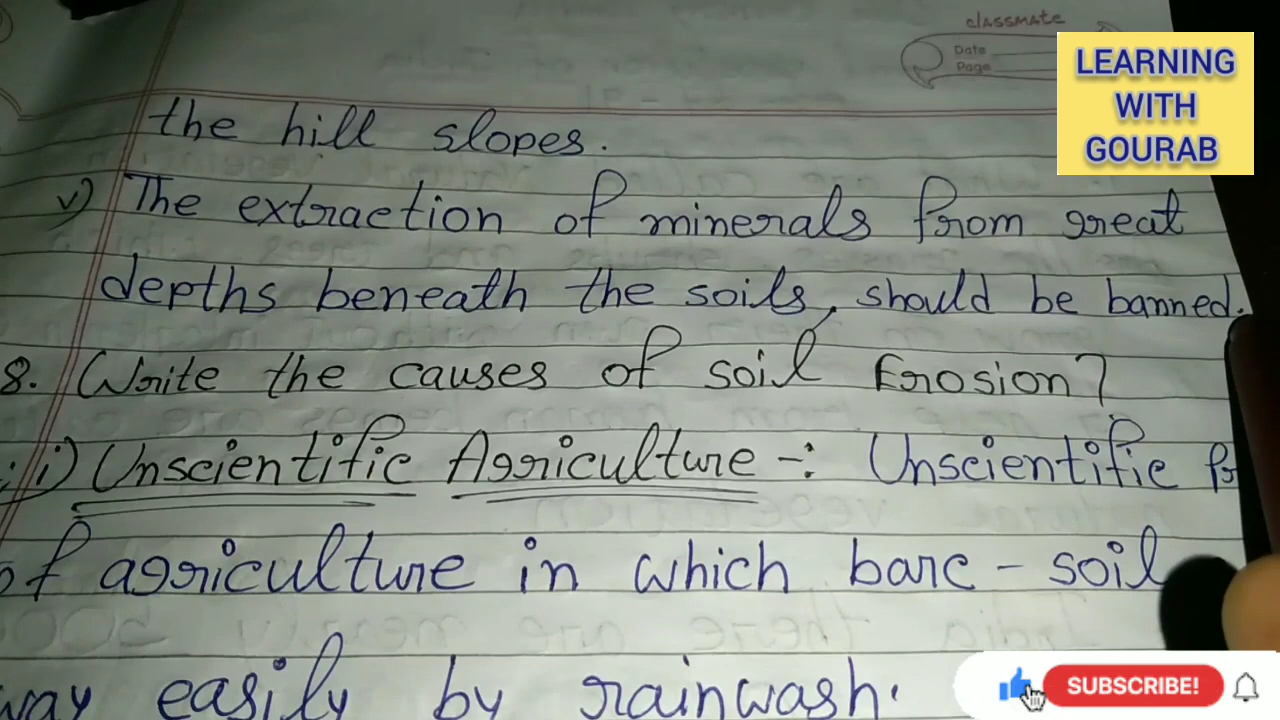 classmate
Date
Page
LEARNING
WITH
GOURAB
the hill slopes.
v) The extraction of minerals from great
depths beneath the soils, should be banned.
8. Write the causes of soil Erosion?
i) Unscientific Agriculture -: Unscientific
of agriculture in which bare - soil
easily by rainwash.
SUBSCRIBE!